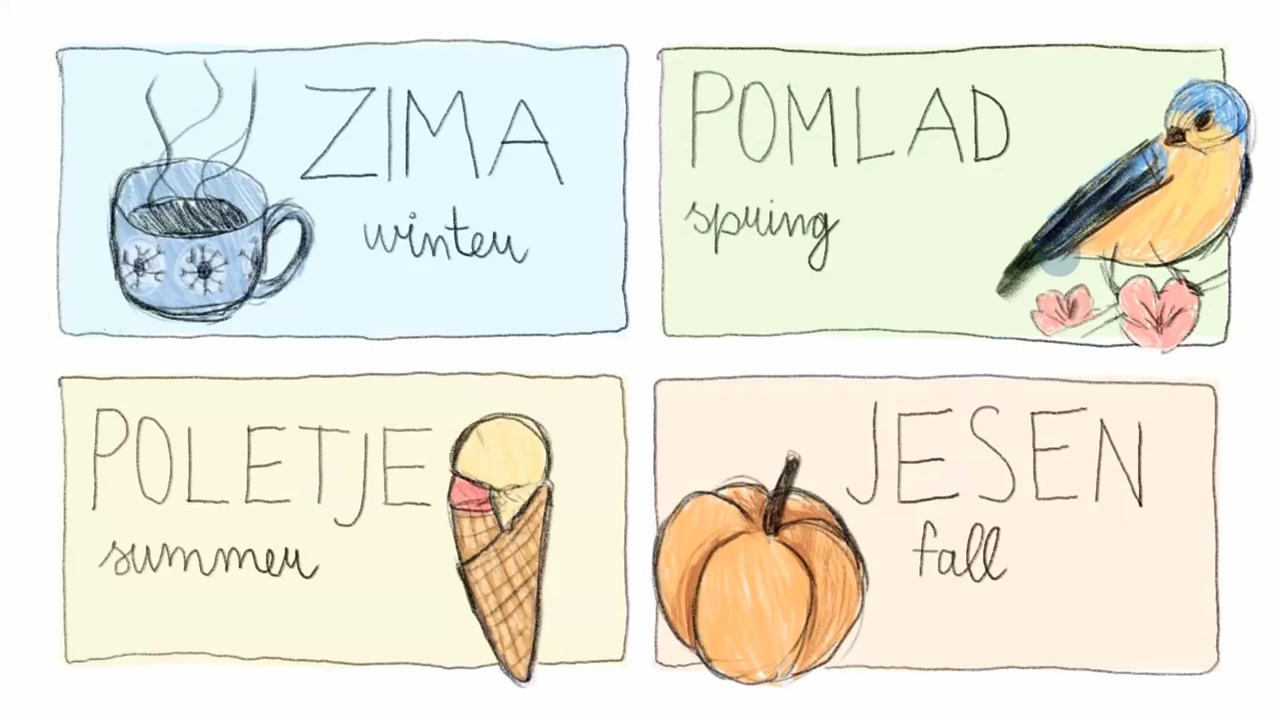 ZIMA
winter
POMLAD
spring
POLETJE
summer
JESEN
fall